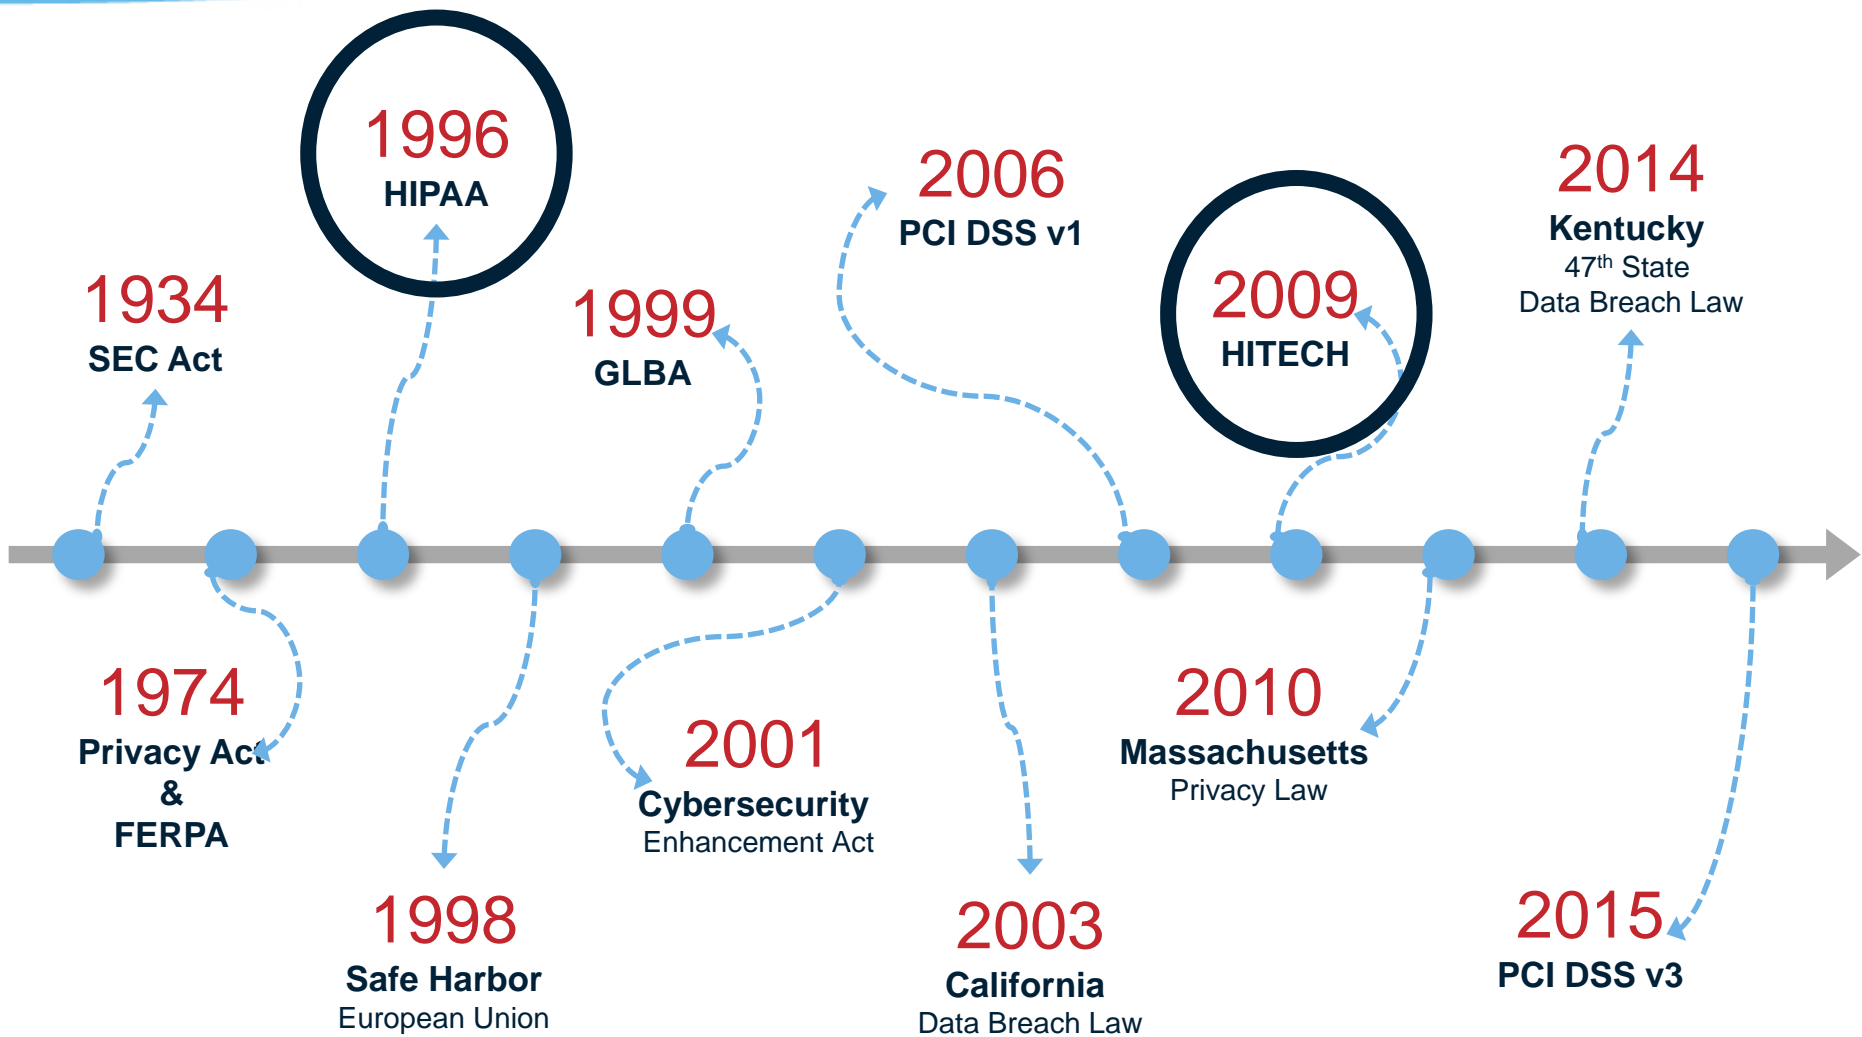 1934
SEC Act
1974
Privacy Act
&
FERPA
1996
HIPAA
1998
Safe Harbor
European Union
1999
GLBA
2001
Cybersecurity
Enhancement Act
2003
California
Data Breach Law
2006
PCI DSS v1
2009
HITECH
2010
Massachusetts
Privacy Law
2014
Kentucky
47th State
Data Breach Law
2015
PCI DSS v3